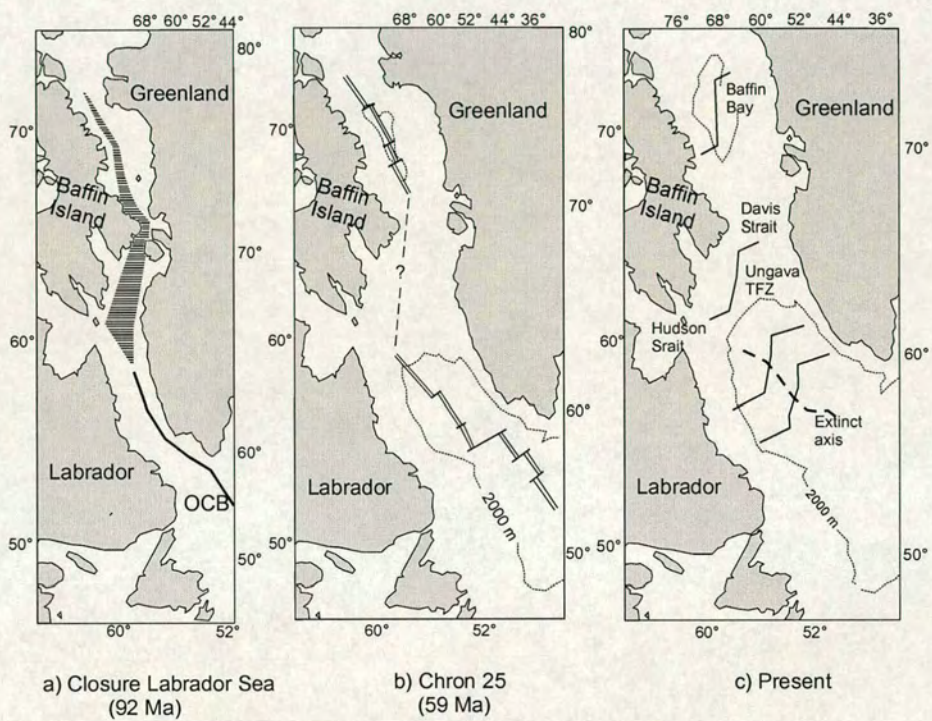 68° 60° 52° 44°
80°
Greenland
70°
Baffin
Island
70°
60°
60°
Labrador
OCB
50°
50°
60°
52°
a) Closure Labrador Sea
(92 Ma)
68° 60° 52° 44° 36°
80°
Greenland
70°
Baffin
Island
70°
?
60°
60°
Labrador
2000 m
50°
50°
60°
52°
b) Chron 25
(59 Ma)
76° 68° 60° 52° 44° 36°
Baffin
Bay
70°
70°
Baffin
Island
Davis
Strait
Ungava
TFZ
60°
Hudson
Srait
60°
Extinct
axis
Labrador
2000 m
50°
50°
60°
52°
c) Present